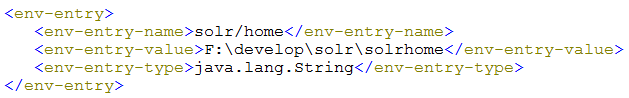 <env-entry>
<env-entry-name>solr/home</env-entry-name>
<env-entry-value>F:\develop\solr\solrhome</env-entry-value>
<env-entry-type>java.lang.String</env-entry-type>
</env-entry>